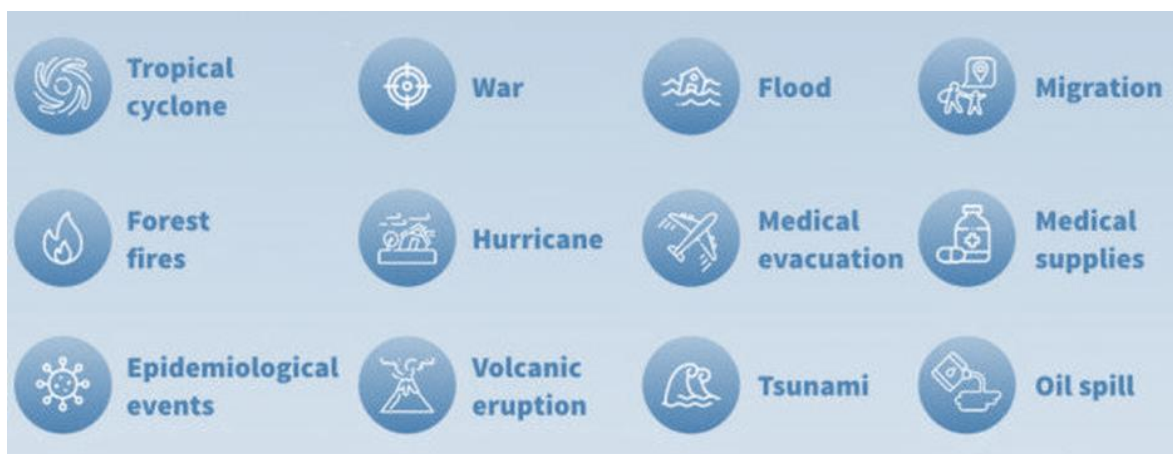 Tropical
cyclone
War
Flood
Migration
Forest
fires
Hurricane
Medical
evacuation
Medical
supplies
Epidemiological
events
Volcanic
eruption
Tsunami
Oil spill